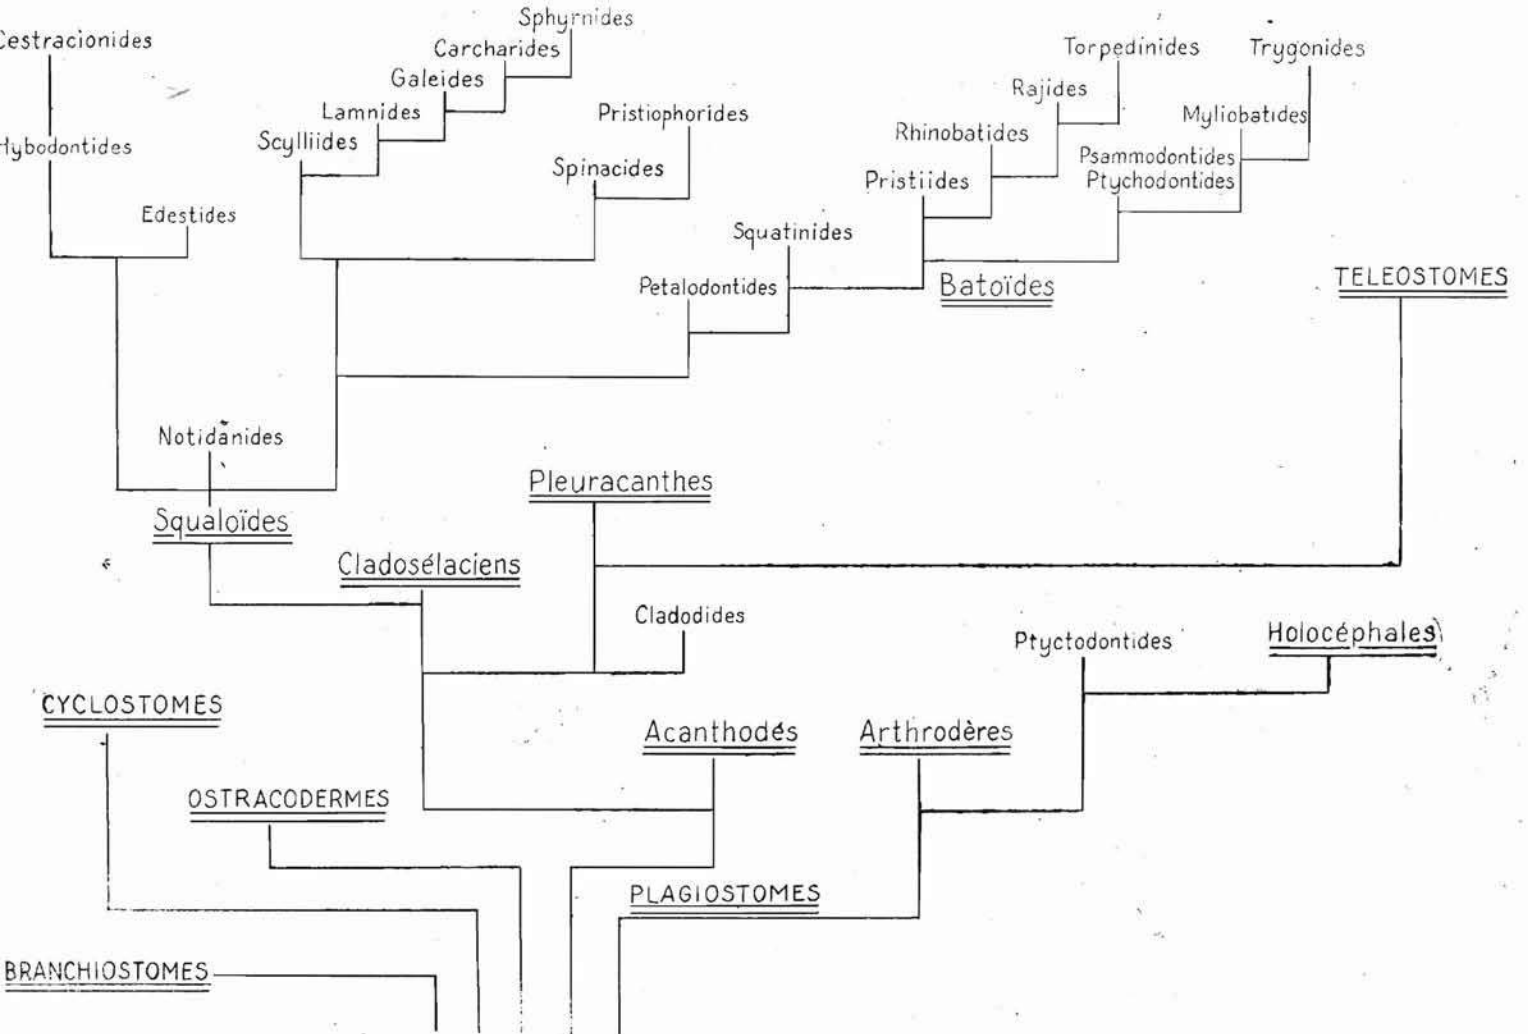 Sphyrnides
Cestracionides
Carcharides
Torpedinides
Trygonides
Galeides
Rajides
Lamnides
Pristiophorides
Myliobatides
Hybodontides
Scylliides
Rhinobatides
Spinacides
Psammodontides
Pristiides
Ptychodontides
Edestides
Squatinides
Petalodontides
Batoïdes
TELEOSTOMES
Notidanides
Pleuracanthes
Squaloïdes
Cladosélaciens
Cladodides
Ptyctodontides
Holocéphales
CYCLOSTOMES
Acanthodés
Arthrodères
OSTRACODERMES
PLAGIOSTOMES
BRANCHIOSTOMES